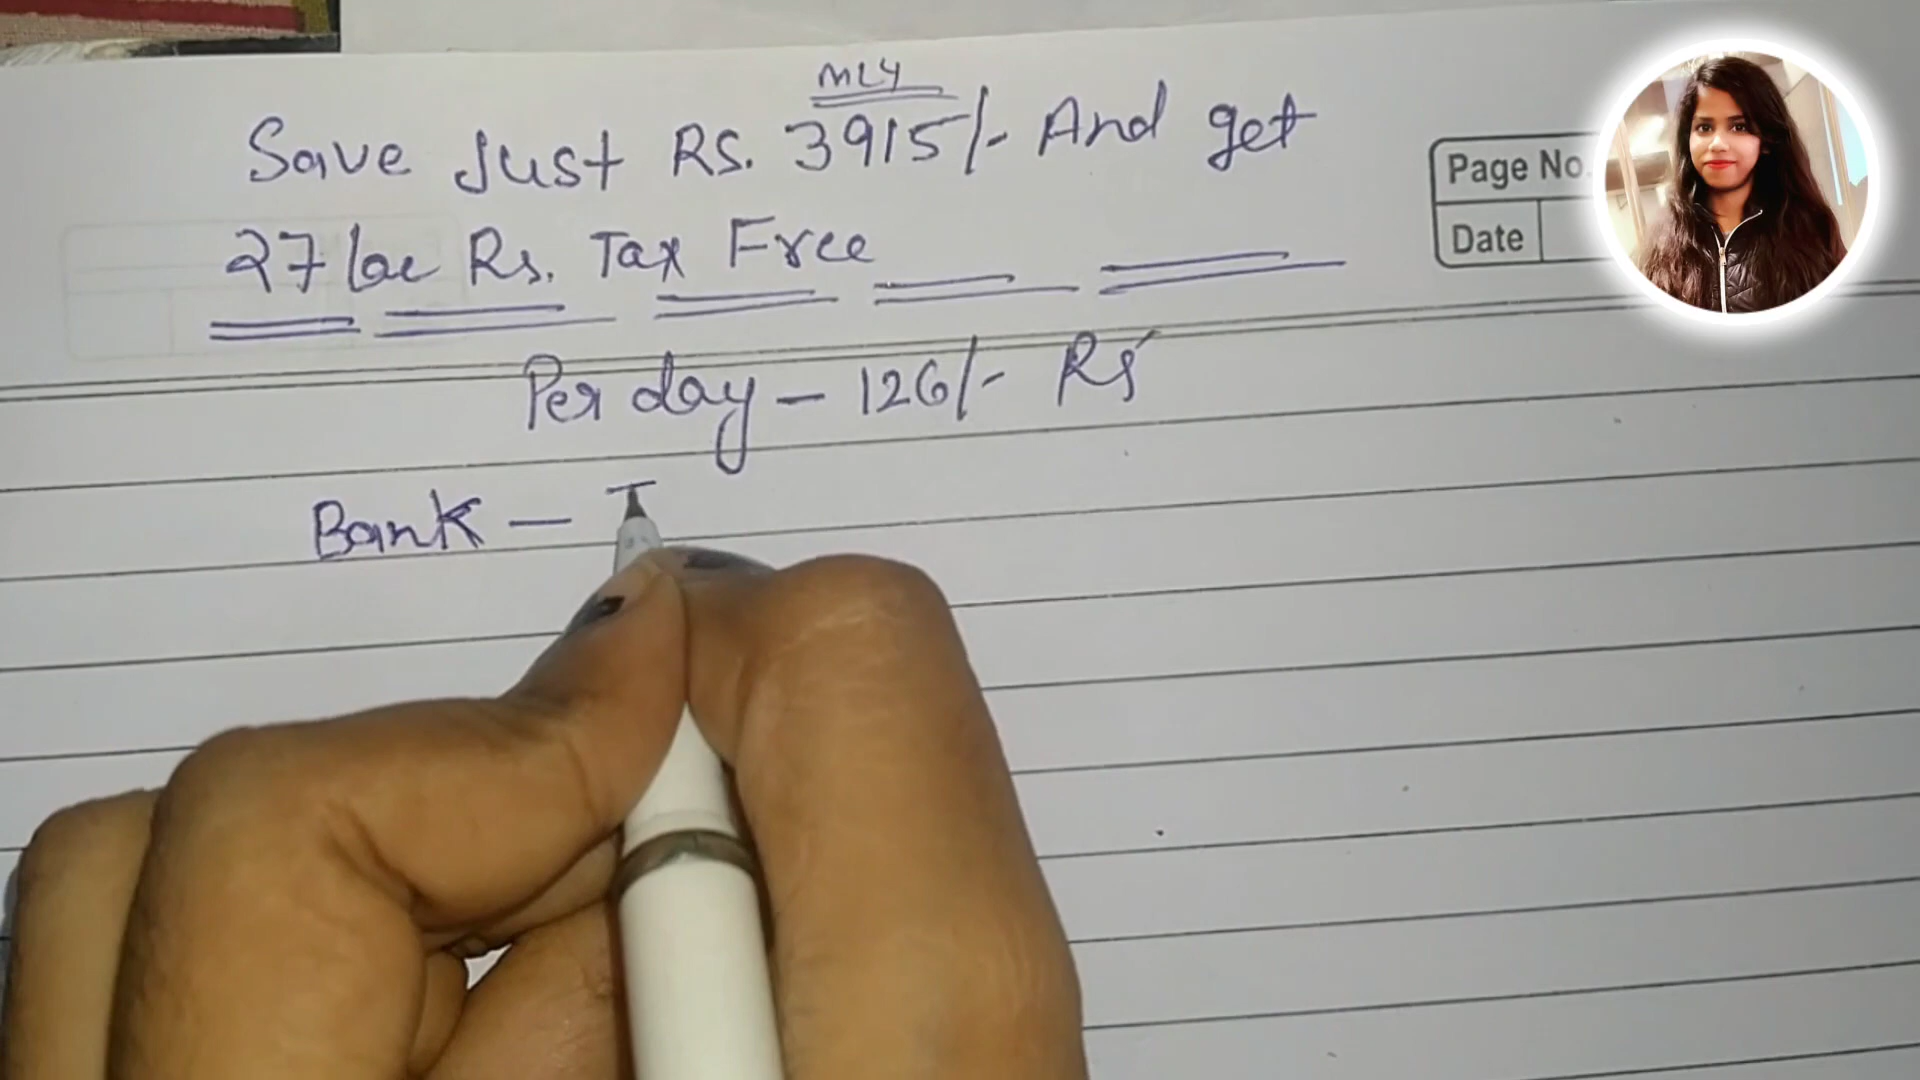 MLY
Save Just RS. 3915/- And get
27 lac Rs. Tax Free
Page No.
Date
Per day - 126/- Rs
Bank -